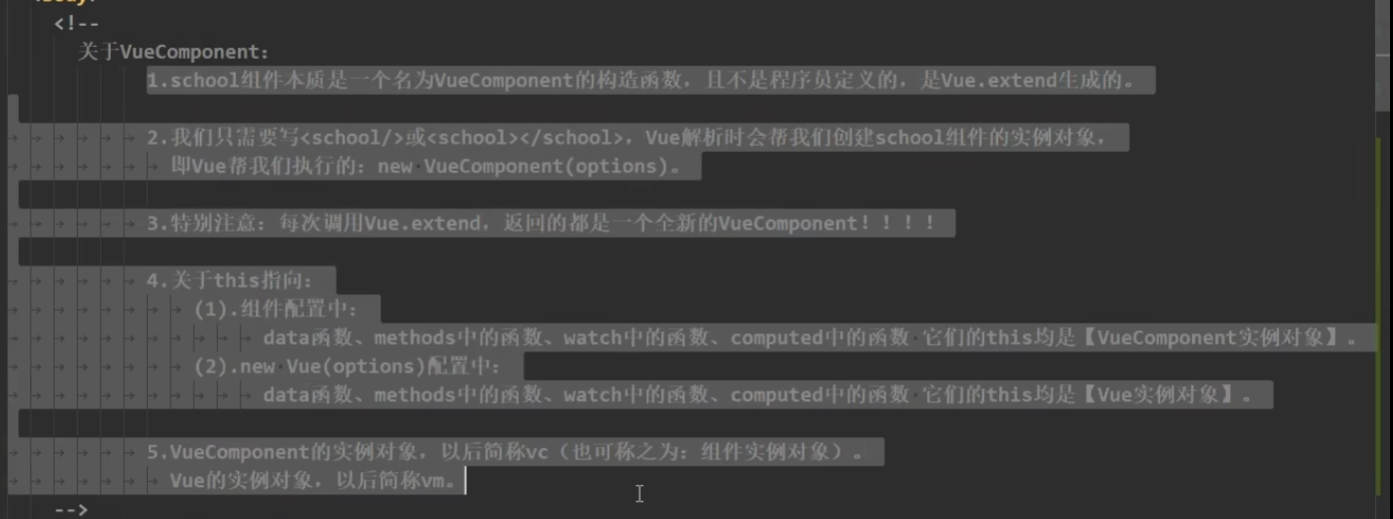 <!--
关于VueComponent：
1.school组件本质是一个名为VueComponent的构造函数，且不是程序员定义的，是Vue.extend生成的。
2.我们只需要写<school/>或<school></school>，Vue解析时会帮我们创建school组件的实例对象，
即Vue帮我们执行的：new VueComponent(options)。
3.特别注意：每次调用Vue.extend，返回的都是一个全新的VueComponent！！！！
4.关于this指向：
(1).组件配置中：
data函数、methods中的函数、watch中的函数、computed中的函数 它们的this均是【VueComponent实例对象】。
(2).new Vue(options)配置中：
data函数、methods中的函数、watch中的函数、computed中的函数 它们的this均是【Vue实例对象】。
5.VueComponent的实例对象，以后简称vc（也可称之为：组件实例对象）。
Vue的实例对象，以后简称vm。
-->